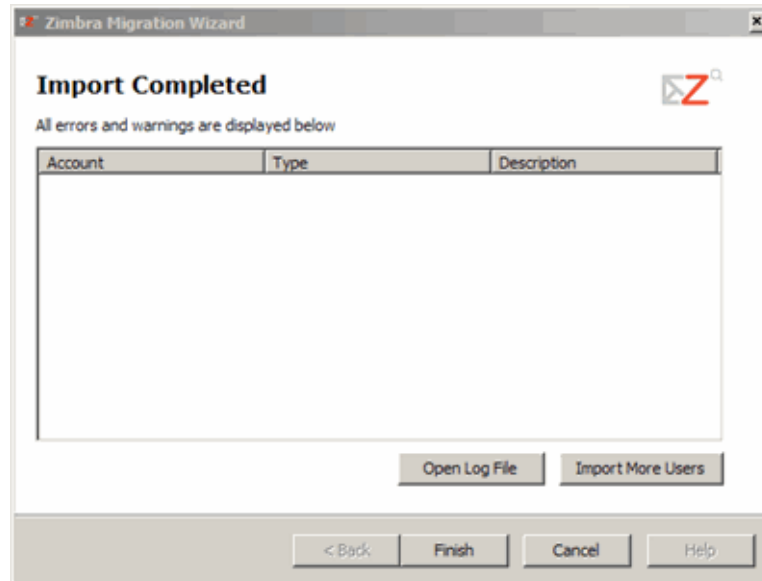 Zimbra Migration Wizard
Import Completed
All errors and warnings are displayed below
Account Type Description
Open Log File Import More Users
< Back Finish Cancel Help